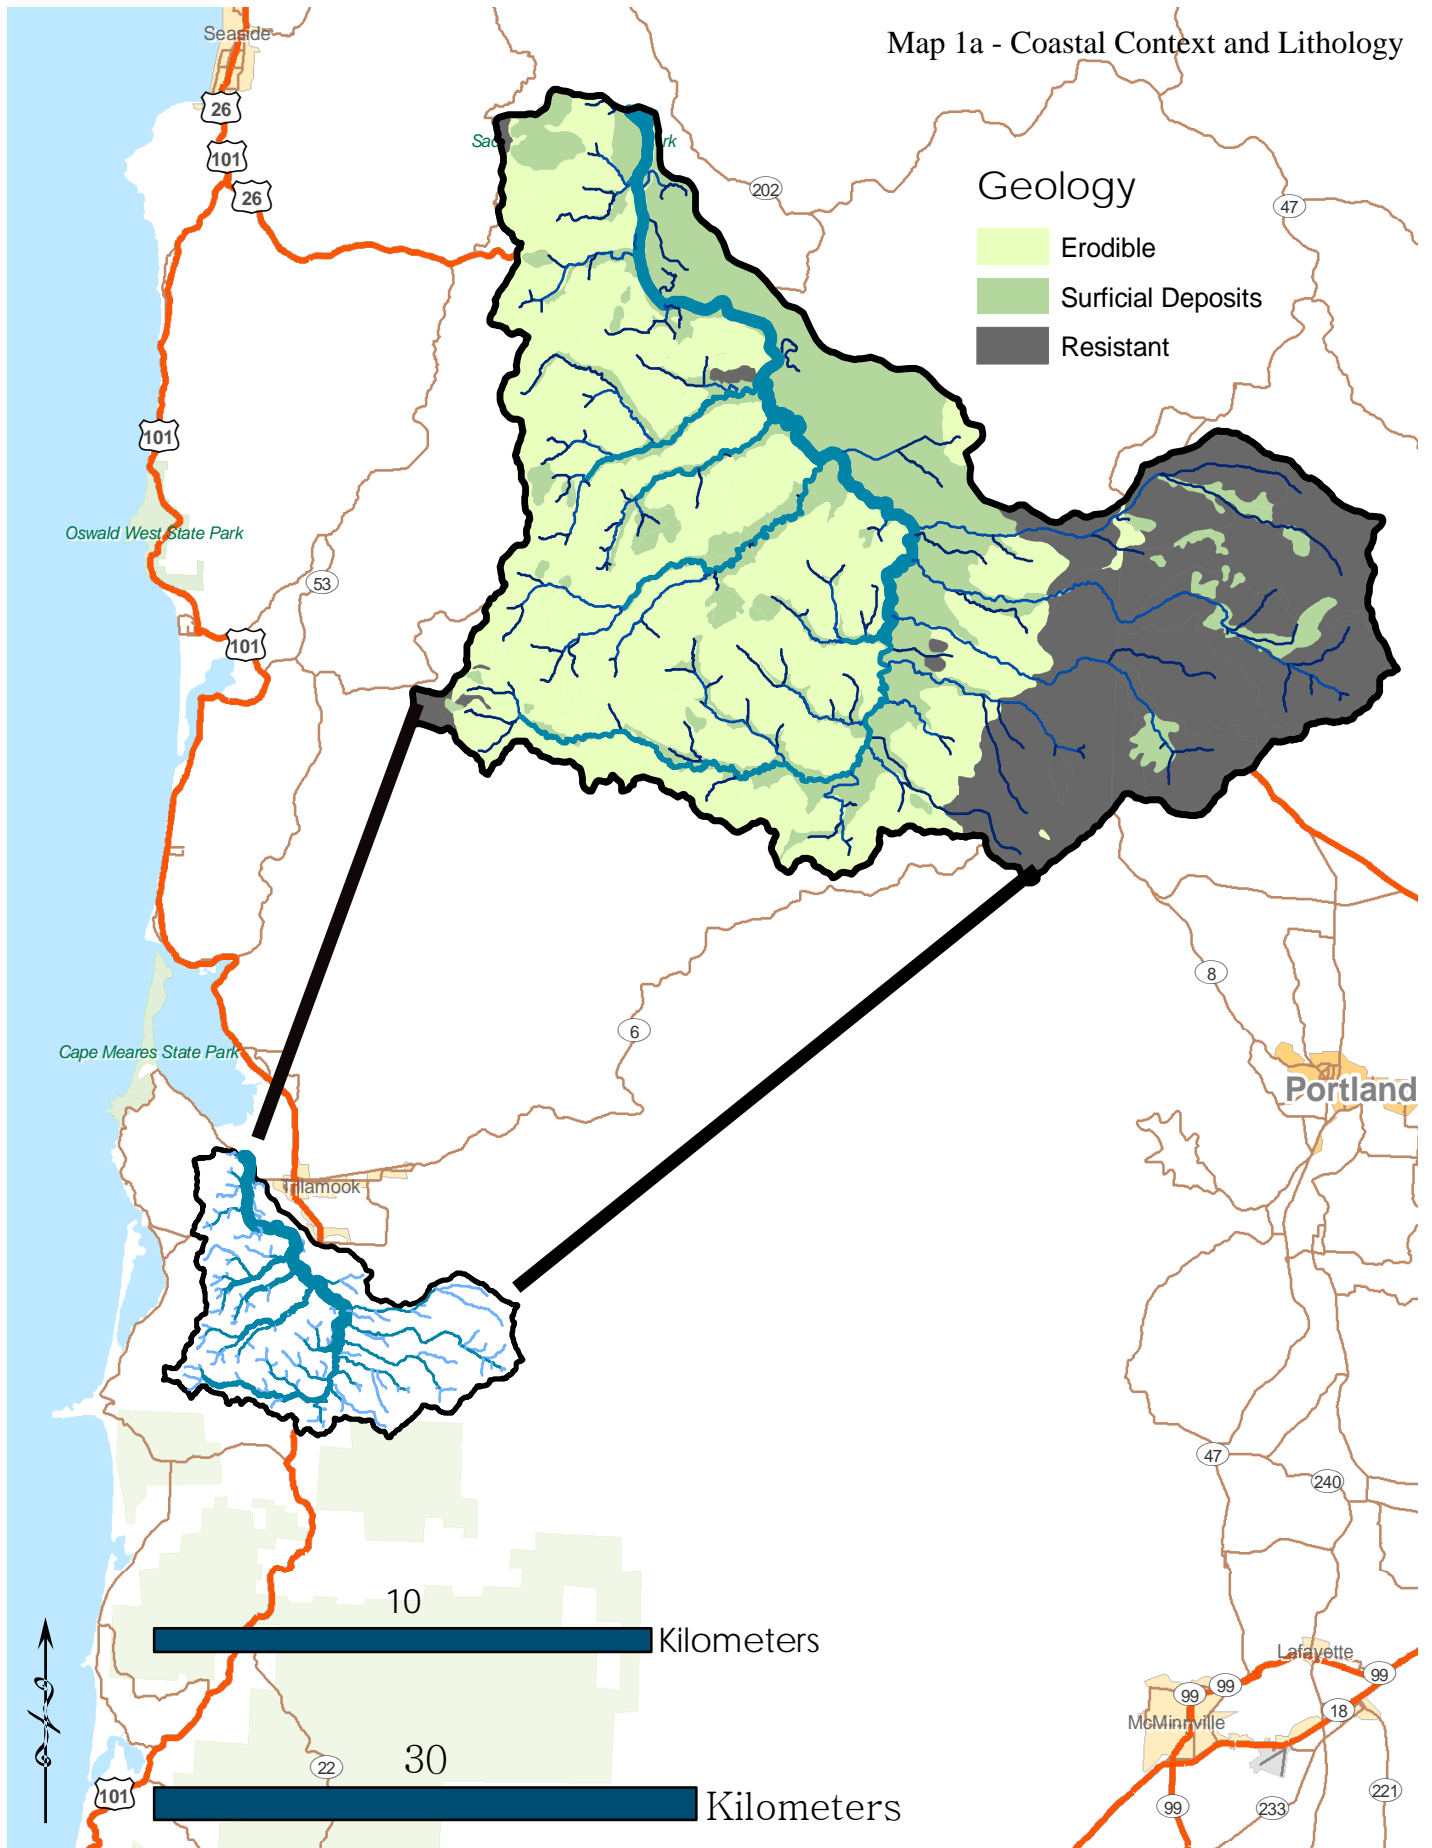 Map 1a - Coastal Context and Lithology
Seaside
26
101
26
202
47
Geology
Erodible
Surficial Deposits
Resistant
101
Oswald West State Park
53
101
8
6
Cape Meares State Park
Portland
Tillamook
47
240
10
Kilometers
Lafayette
99
99
99
18
McMinnville
30
Kilometers
22
101
99
233
221